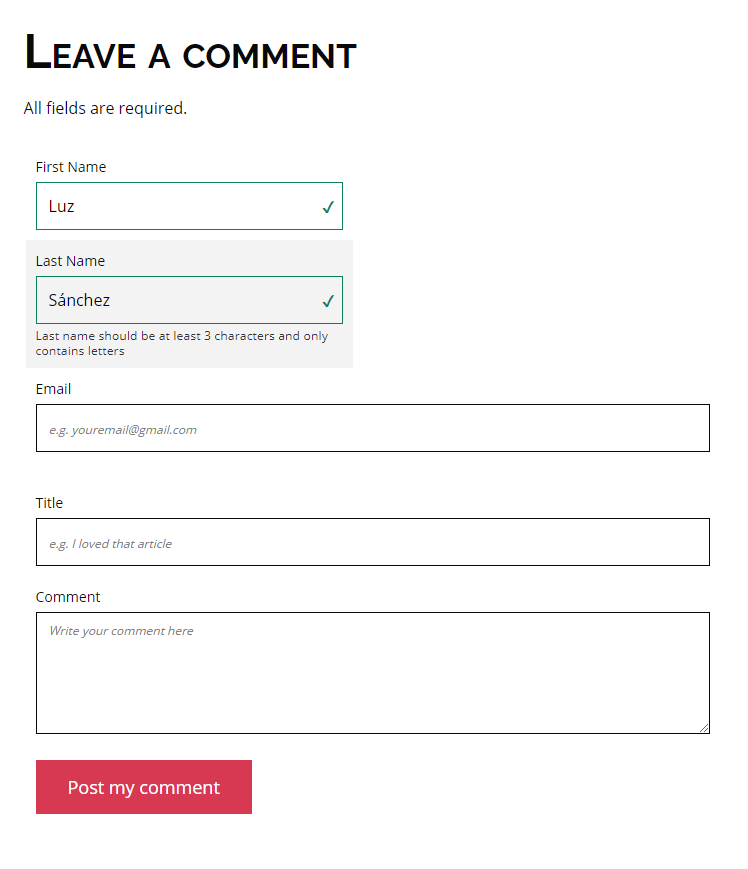 Leave a comment
All fields are required.
First Name
Luz ✓
Last Name
Sánchez ✓
Last name should be at least 3 characters and only
contains letters
Email
e.g. youremail@gmail.com
Title
e.g. I loved that article
Comment
Write your comment here
Post my comment